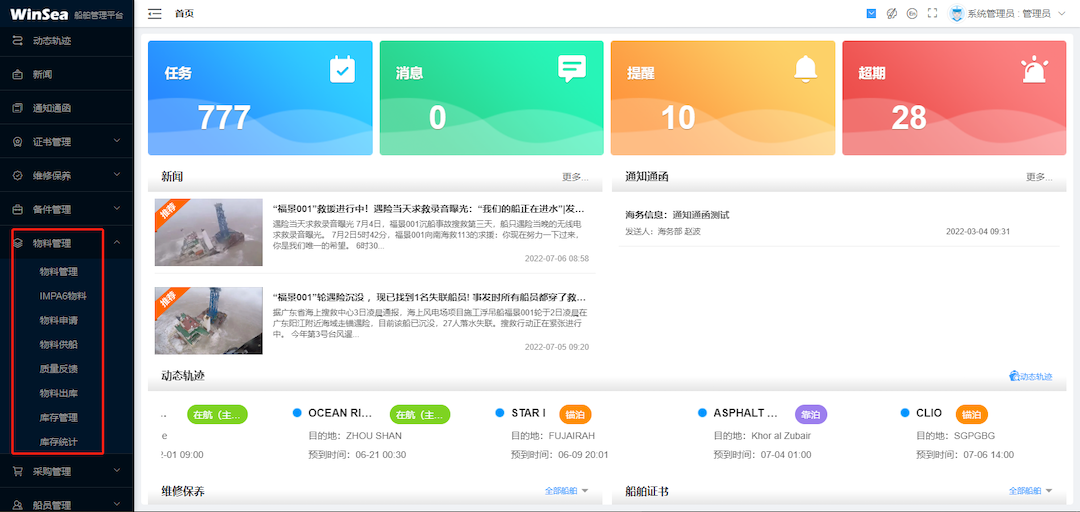 WinSea 船舶管理平台
首页
系统管理员 : 管理员
动态轨迹
新闻
通知通函
证书管理
维修保养
备件管理
物料管理
物料管理
IMPA6物料
物料申请
物料供船
质量反馈
物料出库
库存管理
库存统计
采购管理
船员管理
任务
777
消息
0
提醒
10
超期
28
新闻
更多...
推荐
“福景001”救援进行中！遇险当天求救录音曝光：“我们的船正在进水”|发...
遇险当天求救录音曝光 7月4日，福景001沉船事故搜救第三天，船只遇险当晚的无线电
求救录音曝光。 7月2日5时42分，福景001向南海救113的求援：你现在努力一下过来，
你是我们唯一的希望。 6时30...
2022-07-06 08:58
推荐
“福景001”轮遇险沉没 ，现已找到1名失联船员! 事发时所有船员都穿了救...
据广东省海上搜救中心3日凌晨通报，海上风电场项目施工浮吊船福景001轮于2日凌晨在
广东阳江附近海域走锚遇险，目前该船已沉没，27人落水失联。搜救行动正在紧张进行
中。 今年第3号台风暹...
2022-07-05 09:20
通知通函
更多...
海务信息：通知通函测试
发送人：海务部 赵波
2022-03-04 09:31
动态轨迹
动态轨迹
... 在航（主...
e
2-01 09:00
OCEAN RI... 在航（主...
目的地：ZHOU SHAN
预到时间：06-21 00:30
STAR I 锚泊
目的地：FUJAIRAH
预到时间：06-09 20:01
ASPHALT ... 靠泊
目的地：Khor al Zubair
预到时间：07-04 01:00
CLIO 锚泊
目的地：SGPGBG
预到时间：07-06 14:00
维修保养
全部船舶
船舶证书
全部船舶